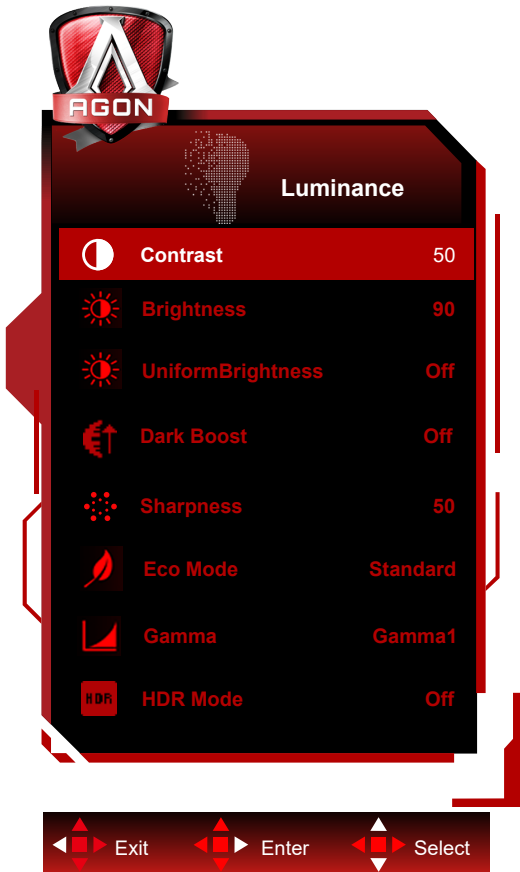 AGON
Luminance
Contrast 50
Brightness 90
UniformBrightness Off
Dark Boost Off
Sharpness 50
Eco Mode Standard
Gamma Gamma1
HDR HDR Mode Off
Exit Enter Select